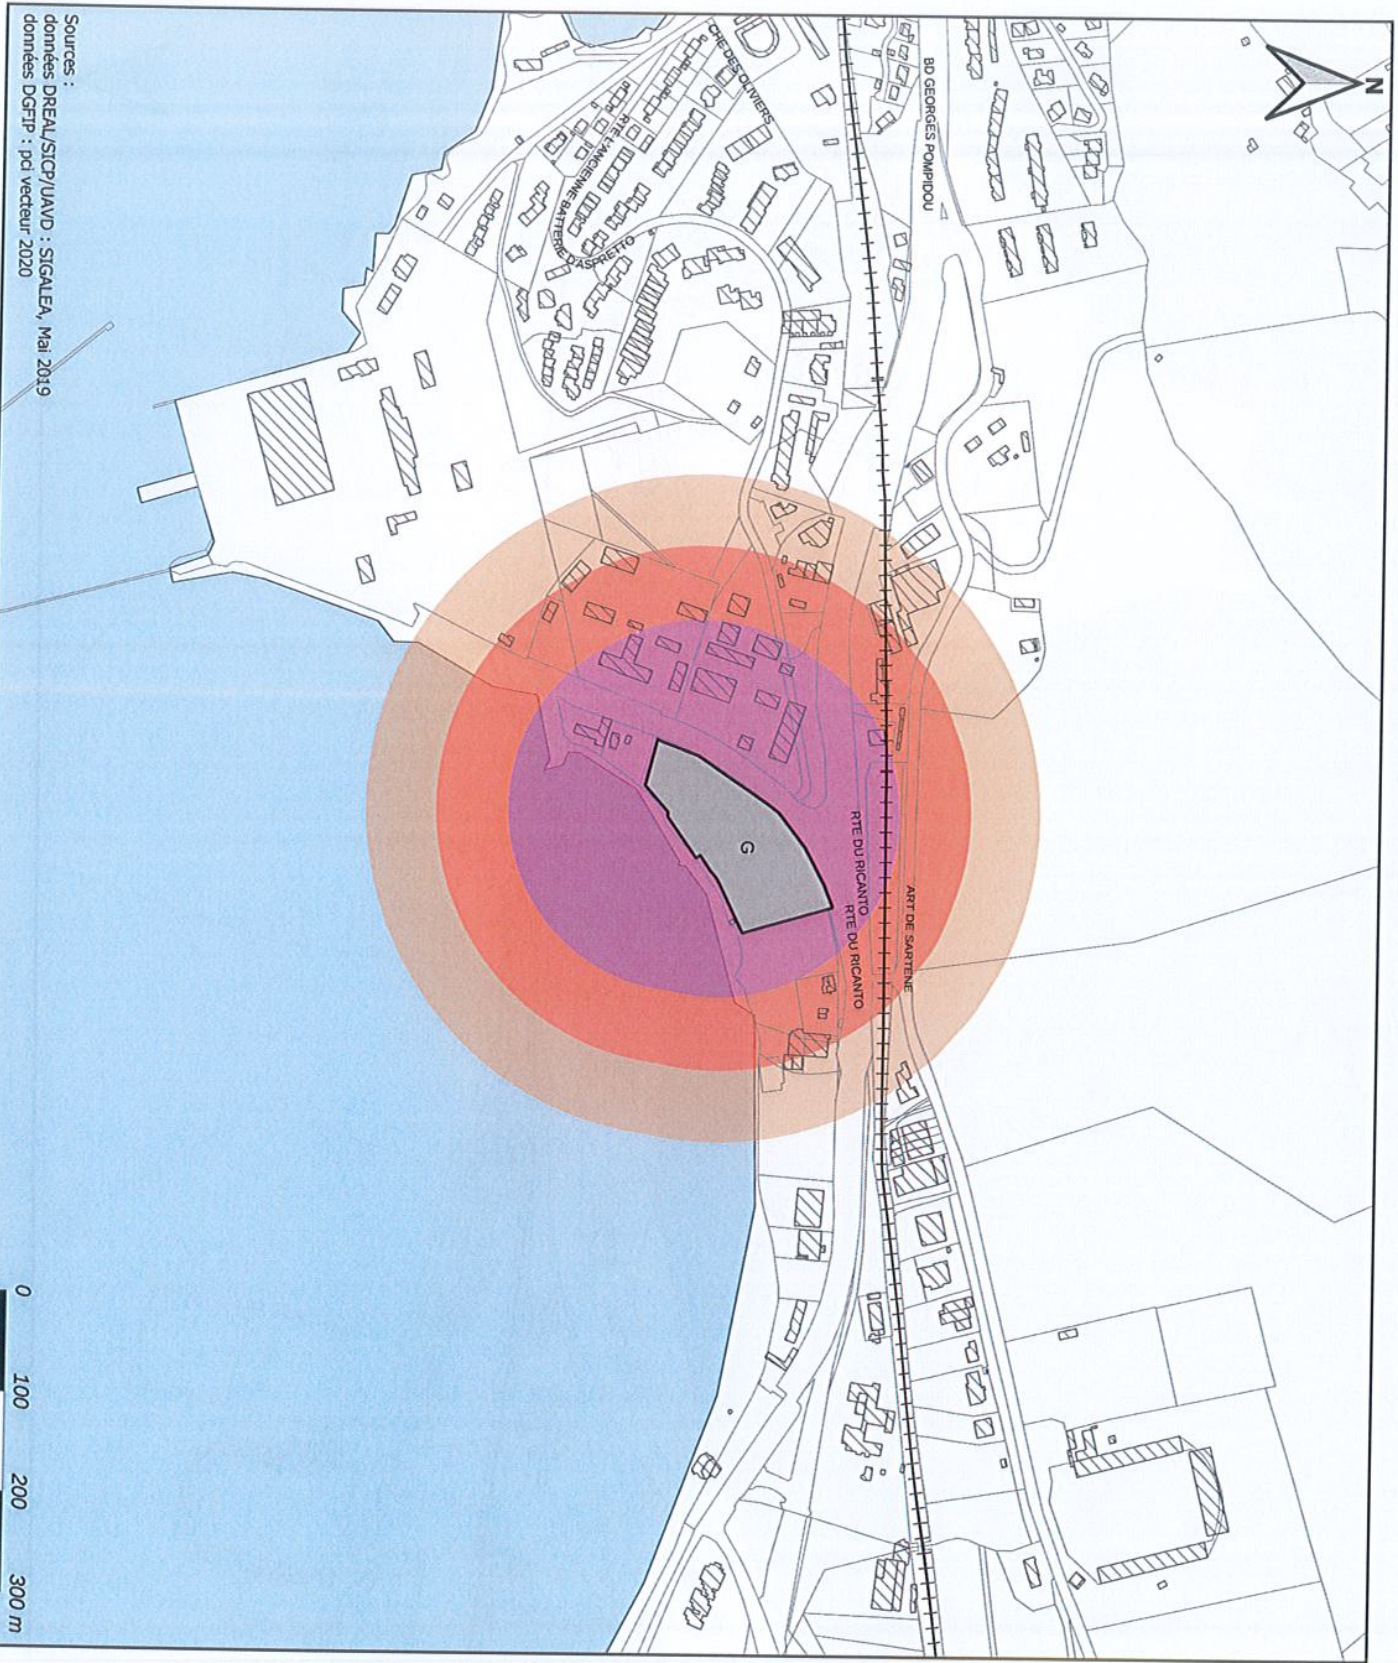 N
BD GEORGES POMPIDOU
CHE DES OLIVIERS
RTE L'ANCIENNE BATTERIE D'ASPRETTO
ART DE SARTENE
RTE DU RICANTO
RTE DU RICANTO
G
Sources :
données DREAL/SICP/UAVD : SIGALEA, Mai 2019
données DGFIP : pci vecteur 2020
0 100 200 300 m